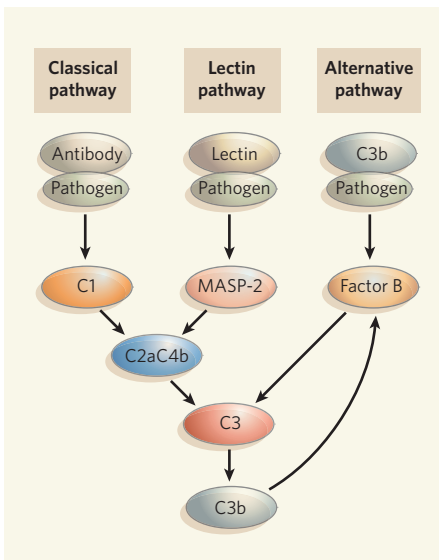 Classical
pathway
Lectin
pathway
Alternative
pathway
Antibody
Pathogen
Lectin
Pathogen
C3b
Pathogen
C1
MASP-2
Factor B
C2aC4b
C3
C3b